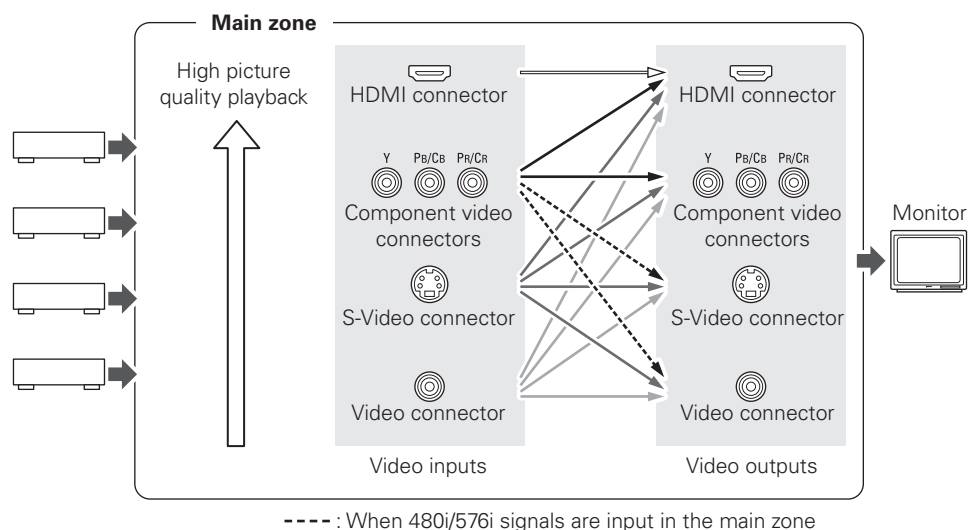 Main zone
High picture
quality playback
HDMI connector
Y PB/CB PR/CR
Component video
connectors
S-Video connector
Video connector
Video inputs
HDMI connector
Y PB/CB PR/CR
Component video
connectors
S-Video connector
Video connector
Video outputs
Monitor
---- : When 480i/576i signals are input in the main zone